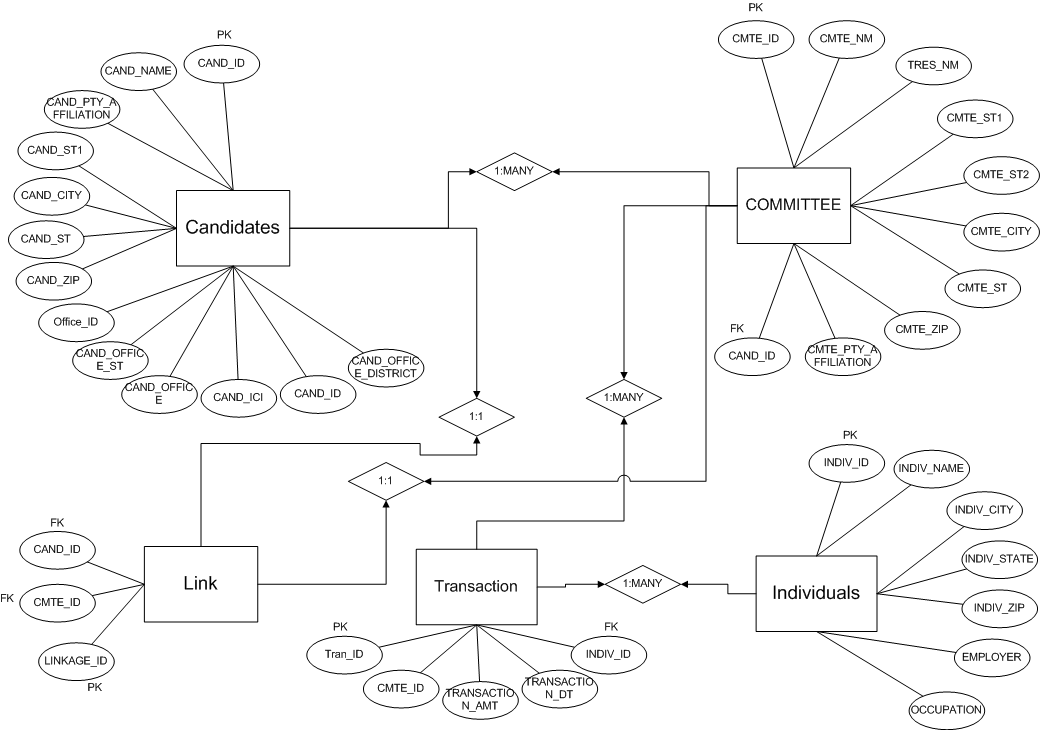 PK
CAND_ID
CAND_NAME
CAND_PTY_A
FFILIATION
CAND_ST1
CAND_CITY
CAND_ST
CAND_ZIP
Office_ID
CAND_OFFIC
E_ST
CAND_OFFIC
E
CAND_ICI
CAND_ID
CAND_OFFIC
E_DISTRICT
Candidates
1:MANY
PK
CMTE_ID
CMTE_NM
TRES_NM
CMTE_ST1
CMTE_ST2
CMTE_CITY
CMTE_ST
CMTE_ZIP
CMTE_PTY_A
FFILIATION
FK
CAND_ID
COMMITTEE
1:MANY
1:1
1:1
FK
CAND_ID
FK
CMTE_ID
LINKAGE_ID
PK
Link
Transaction
1:MANY
PK
Tran_ID
CMTE_ID
TRANSACTIO
N_AMT
TRANSACTIO
N_DT
FK
INDIV_ID
Individuals
PK
INDIV_ID
INDIV_NAME
INDIV_CITY
INDIV_STATE
INDIV_ZIP
EMPLOYER
OCCUPATION